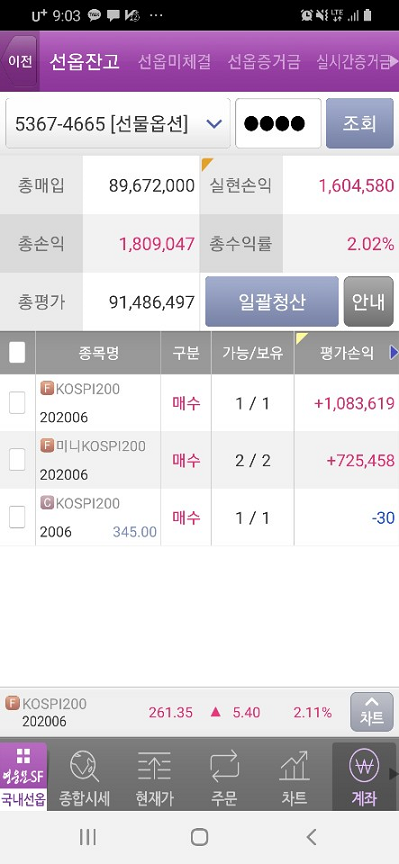 U+ 9:03 ··· LTE
이전 선옵잔고 선옵미체결 선옵증거금 실시간증거금
5367-4665 [선물옵션] ●●●● 조회
총매입 89,672,000 실현손익 1,604,580
총손익 1,809,047 총수익률 2.02%
총평가 91,486,497 일괄청산 안내
종목명 구분 가능/보유 평가손익
F KOSPI200
202006 매수 1 / 1 +1,083,619
F 미니KOSPI200
202006 매수 2 / 2 +725,458
C KOSPI200
2006 345.00 매수 1 / 1 -30
F KOSPI200
202006 261.35 ▲ 5.40 2.11% 차트
영웅문SF
국내선옵 종합시세 현재가 주문 차트 계좌